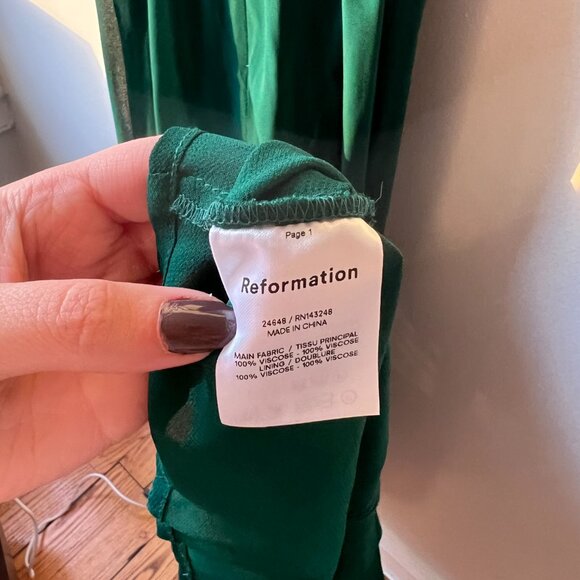 Page 1
Reformation
24648 / RN143248
MADE IN CHINA
MAIN FABRIC / TISSU PRINCIPAL
100% VISCOSE - 100% VISCOSE
LINING / DOUBLURE
100% VISCOSE - 100% VISCOSE